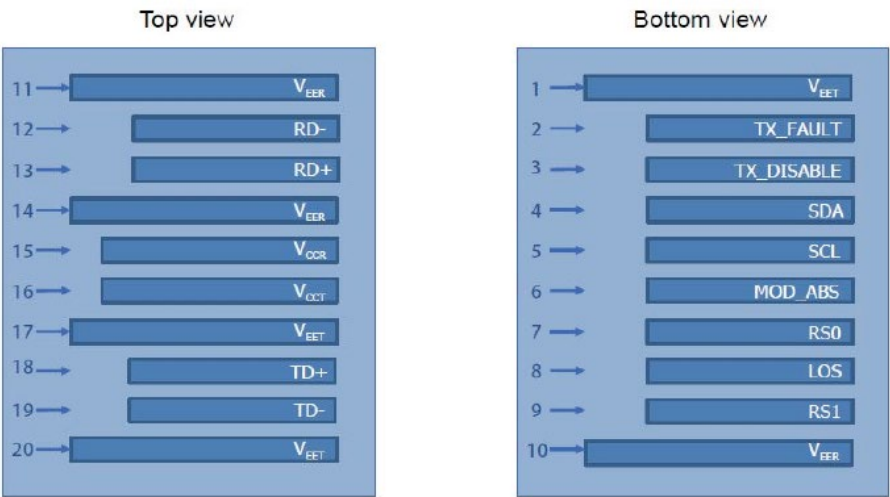 Top view
11 VEER
12 RD-
13 RD+
14 VEER
15 VCCR
16 VCCT
17 VEET
18 TD+
19 TD-
20 VEET
Bottom view
1 VEET
2 TX_FAULT
3 TX_DISABLE
4 SDA
5 SCL
6 MOD_ABS
7 RS0
8 LOS
9 RS1
10 VEER